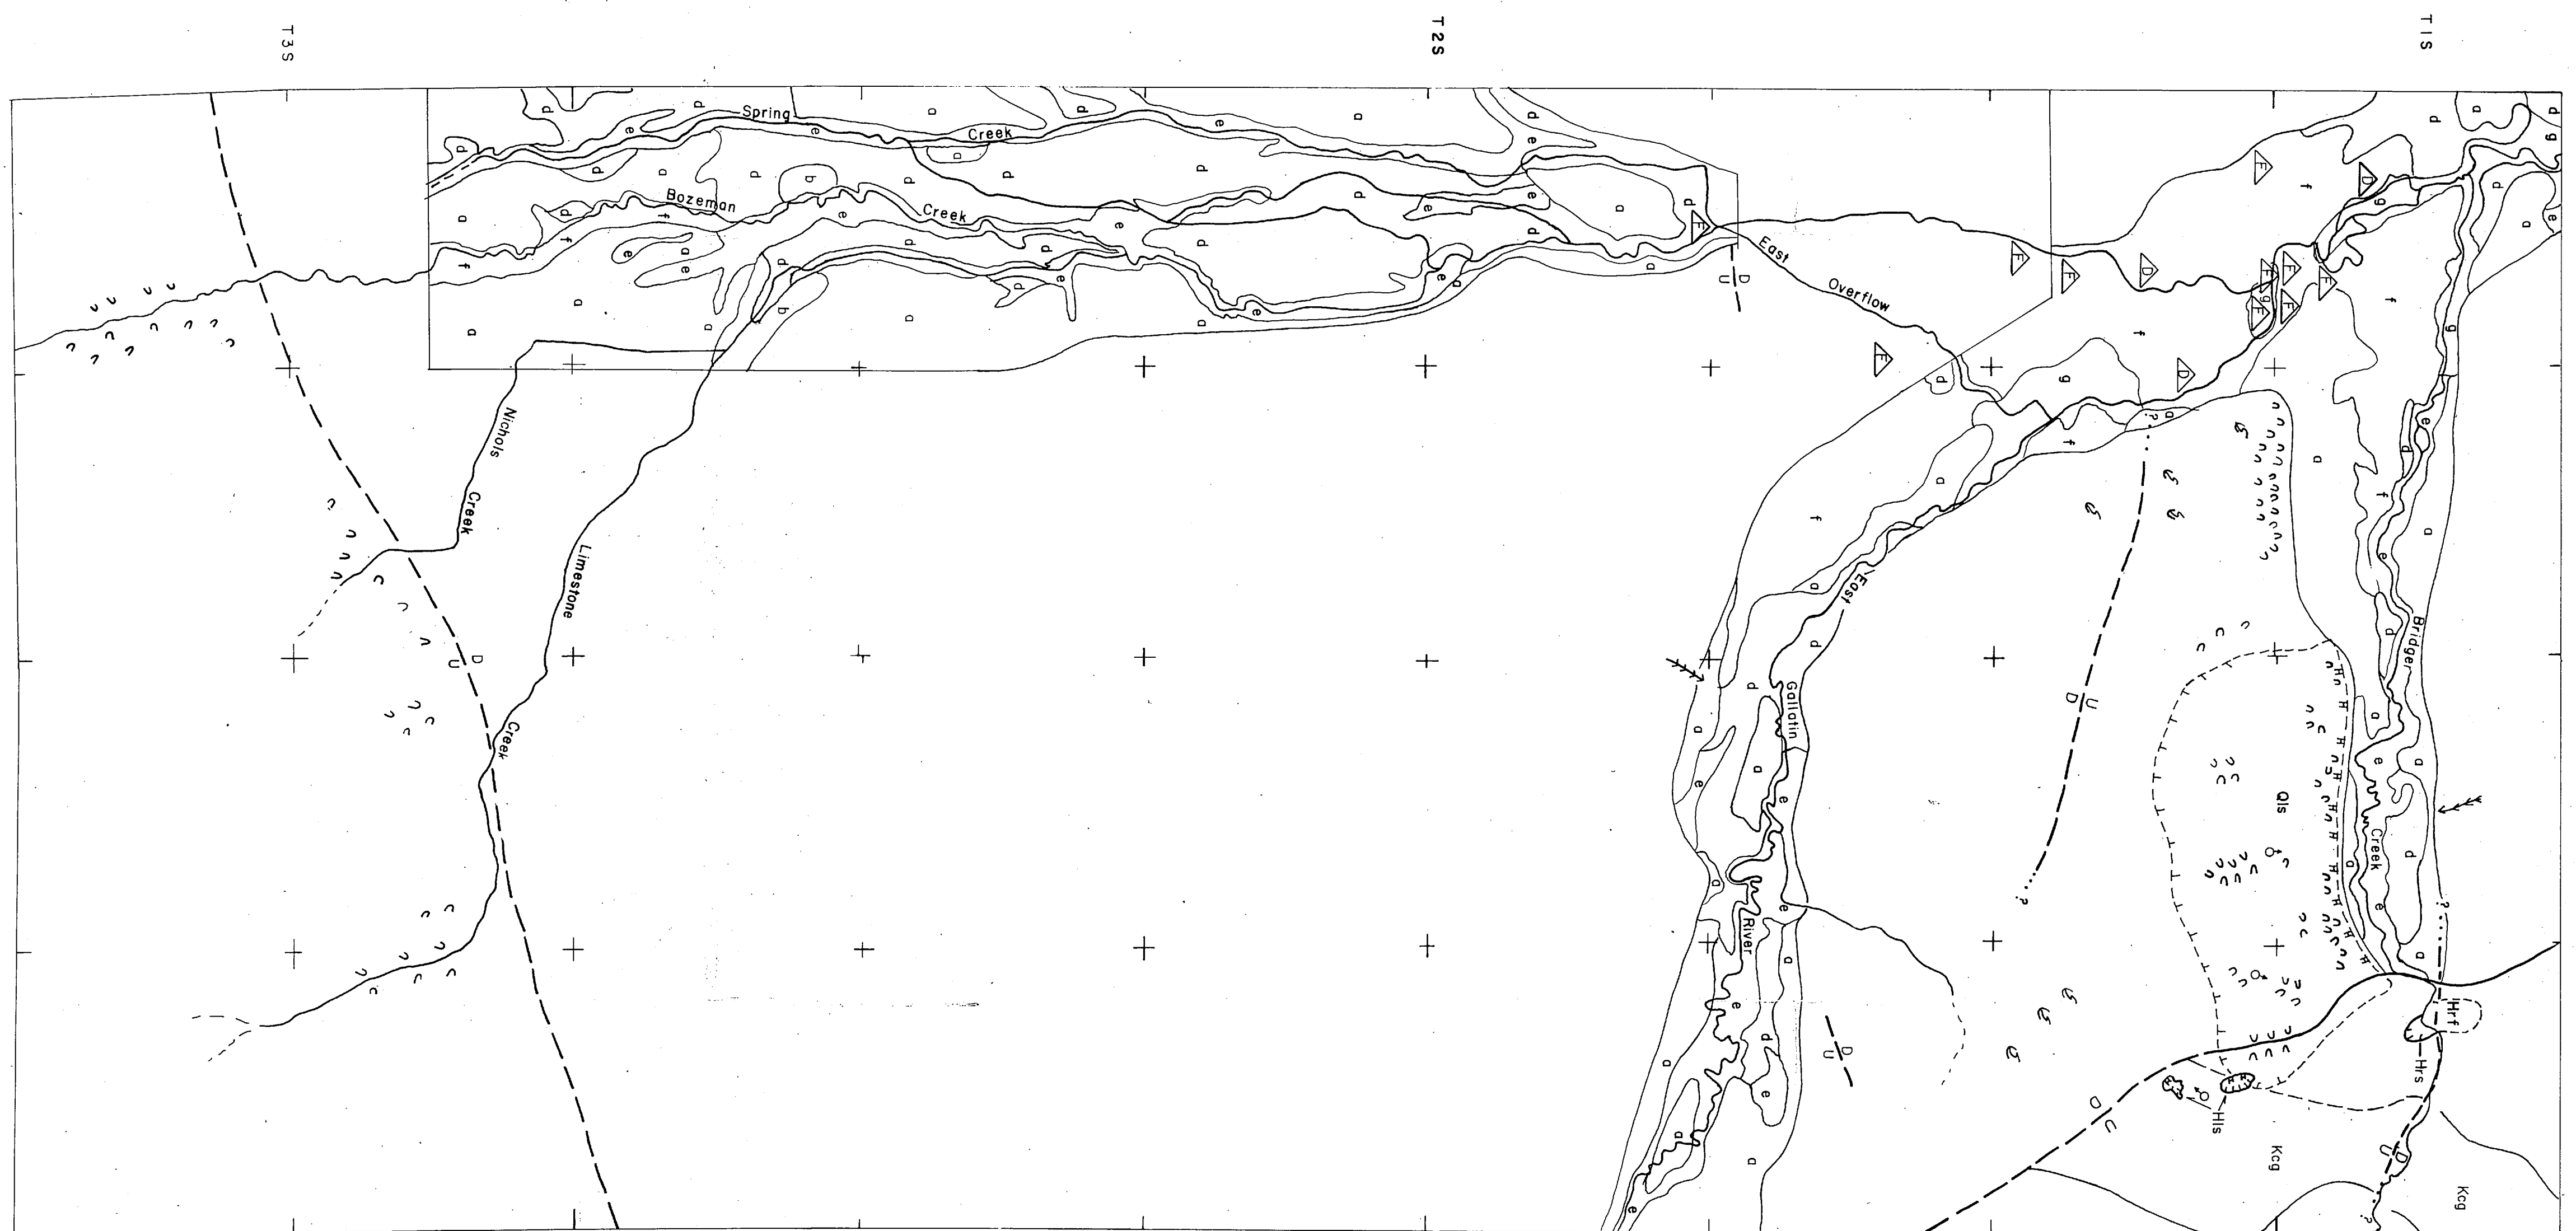 T3S
T2S
T1S
Spring Creek
Bozeman Creek
East Overflow
Nichols Creek
Limestone Creek
East Gallatin River
Bridger Creek
Qls
Hrf
Hrs
Hls
Kcg
Kcg
D
U
D
U
U
D
D
U
D
U
D
U
?
?
?
?
a
b
d
e
f
g
F
D
H
T